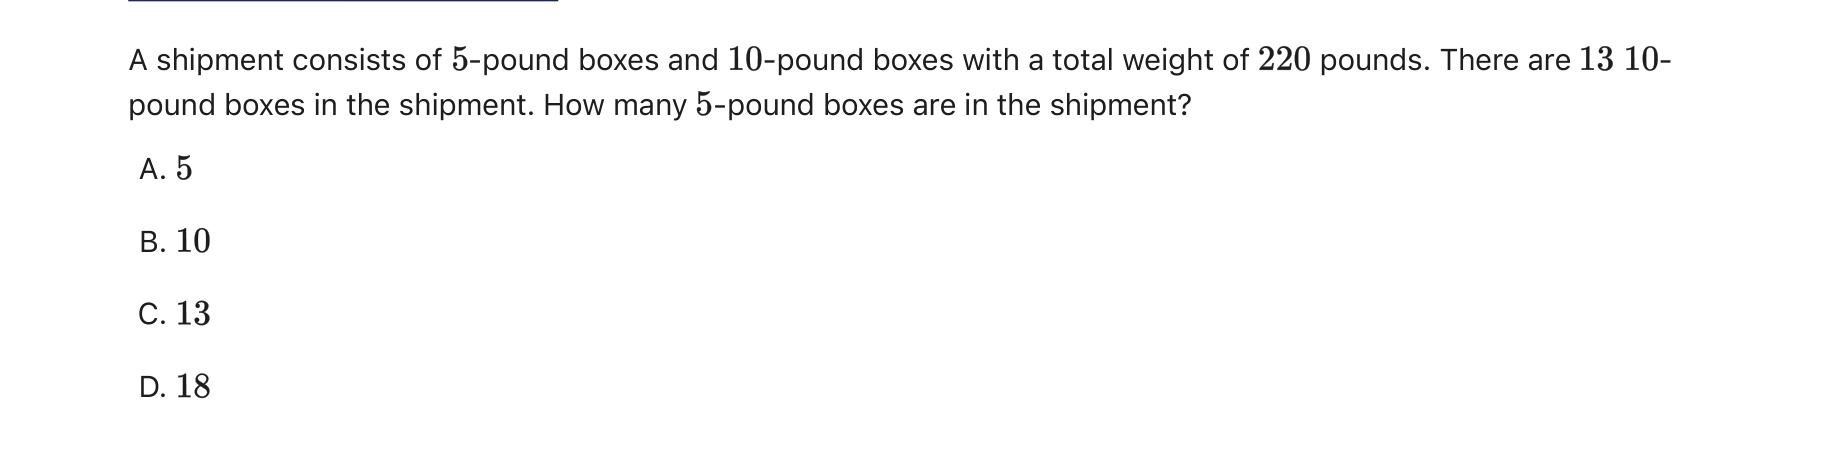 A shipment consists of 5-pound boxes and 10-pound boxes with a total weight of 220 pounds. There are 13 10-
pound boxes in the shipment. How many 5-pound boxes are in the shipment?
A. 5
B. 10
C. 13
D. 18